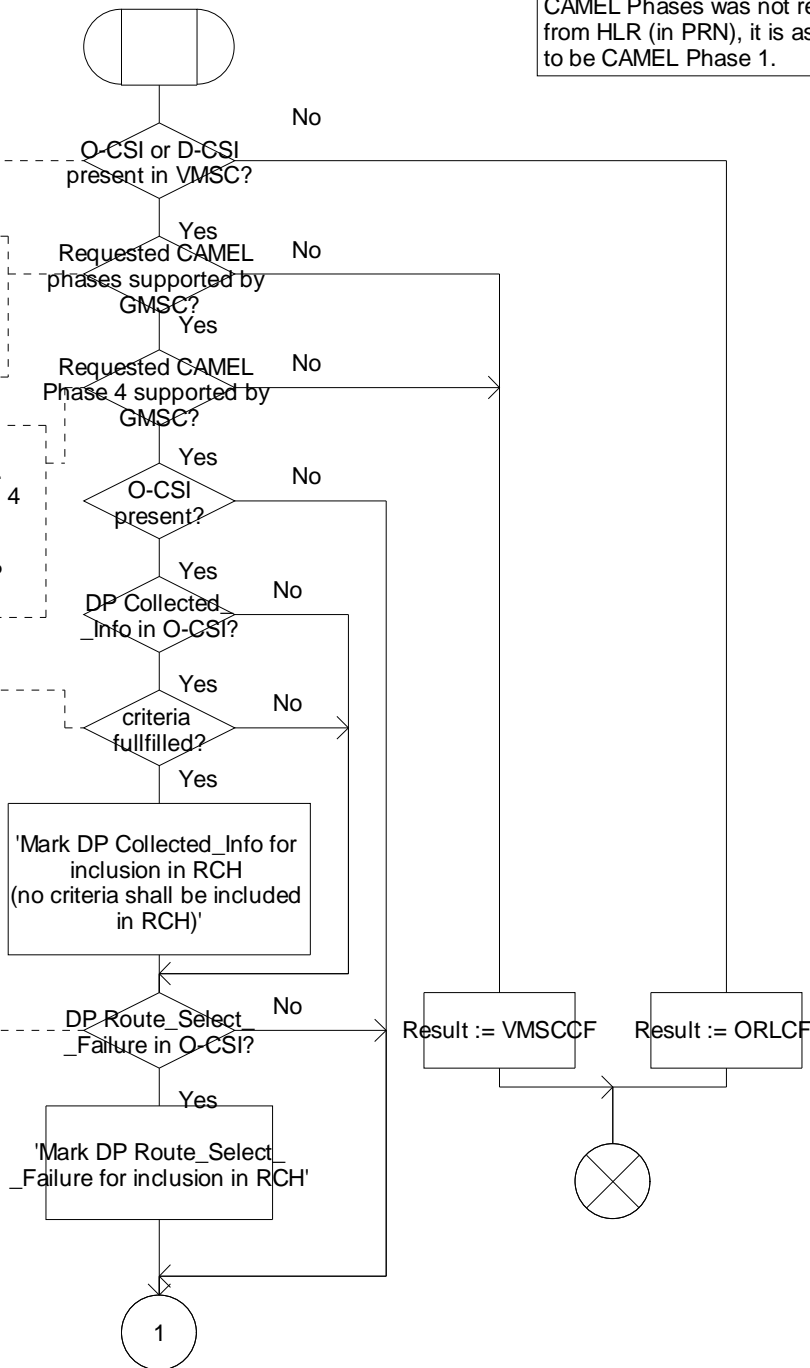 CAMEL Phases was not
from HLR (in PRN), it is
to be CAMEL Phase 1.
No
O-CSI or D-CSI
present in VMSC?
Yes
Requested CAMEL
phases supported by
GMSC?
No
Yes
Requested CAMEL
Phase 4 supported by
GMSC?
No
4
Yes
O-CSI
present?
No
Yes
DP Collected_
_Info in O-CSI?
No
Yes
criteria
fullfilled?
No
Yes
'Mark DP Collected_Info for
inclusion in RCH
(no criteria shall be included
in RCH)'
DP Route_Select_
_Failure in O-CSI?
No
Result := VMSCCF
Result := ORLCF
Yes
'Mark DP Route_Select_
_Failure for inclusion in RCH'
1